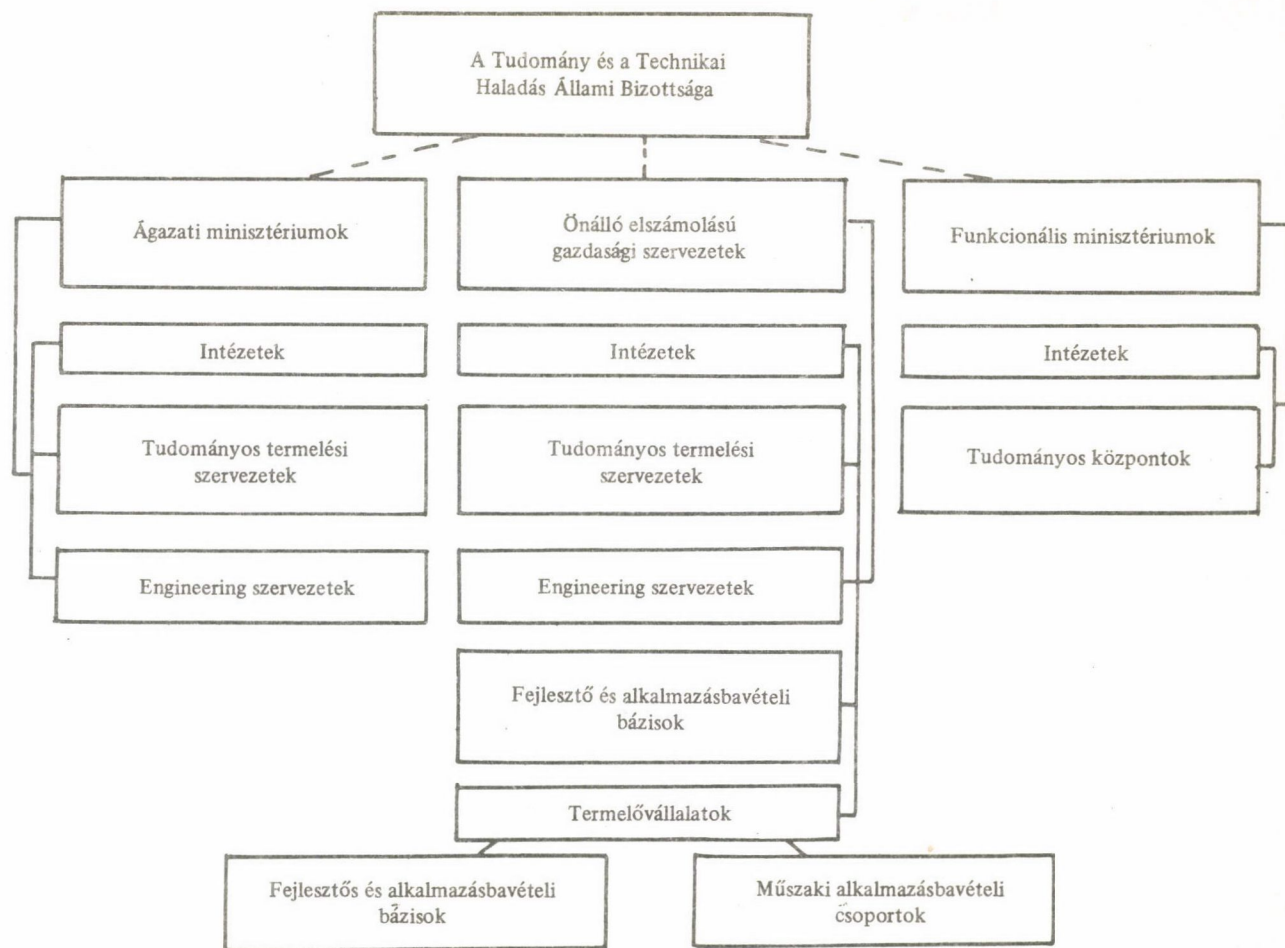 A Tudomány és a Technikai
Haladás Állami Bizottsága
Ágazati minisztériumok
Önálló elszámolású
gazdasági szervezetek
Funkcionális minisztériumok
Intézetek
Intézetek
Intézetek
Tudományos termelési
szervezetek
Tudományos termelési
szervezetek
Tudományos központok
Engineering szervezetek
Engineering szervezetek
Fejlesztő és alkalmazásbavételi
bázisok
Termelővállalatok
Fejlesztős és alkalmazásbavételi
bázisok
Műszaki alkalmazásbavételi
csoportok